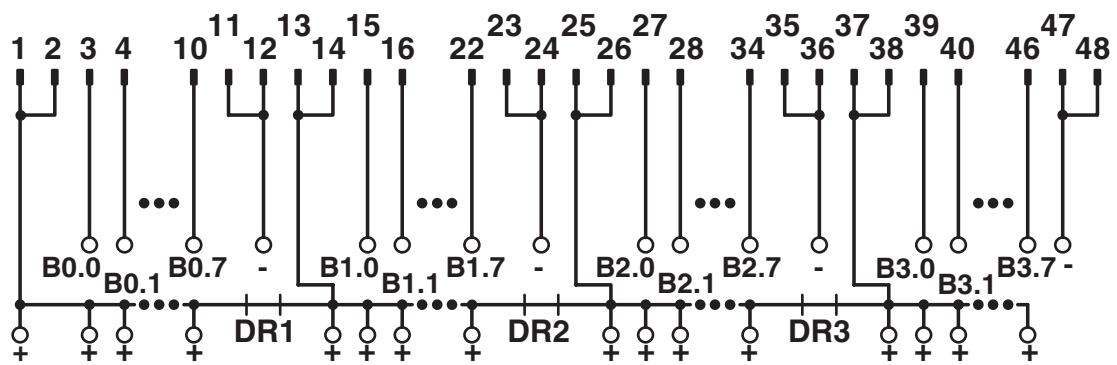 11 13 15 23 25 27 35 37 39 47
1 2 3 4 10 12 14 16 22 24 26 28 34 36 38 40 46 48
B0.0 B0.7 - B1.0 B1.7 - B2.0 B2.7 - B3.0 B3.7 -
B0.1 B1.1 B2.1 B3.1
DR1 DR2 DR3
+ + + + + + + + + + + + + + + +